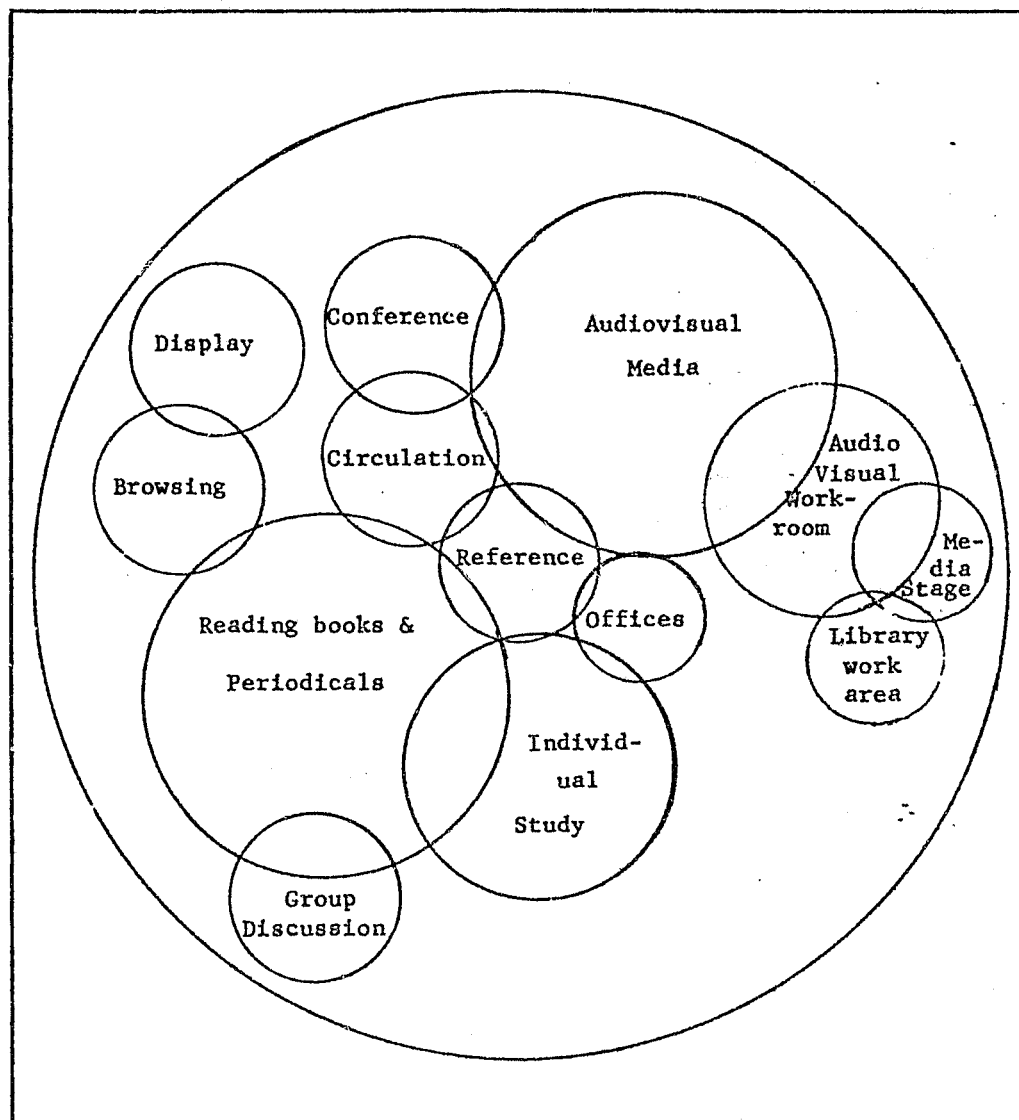 Conference
Display
Audiovisual
Media
Circulation
Browsing
Audio
Visual
Work-
room
Reference
Me-
dia
Stage
Offices
Reading books &
Periodicals
Library
work
area
Individ-
ual
Study
Group
Discussion